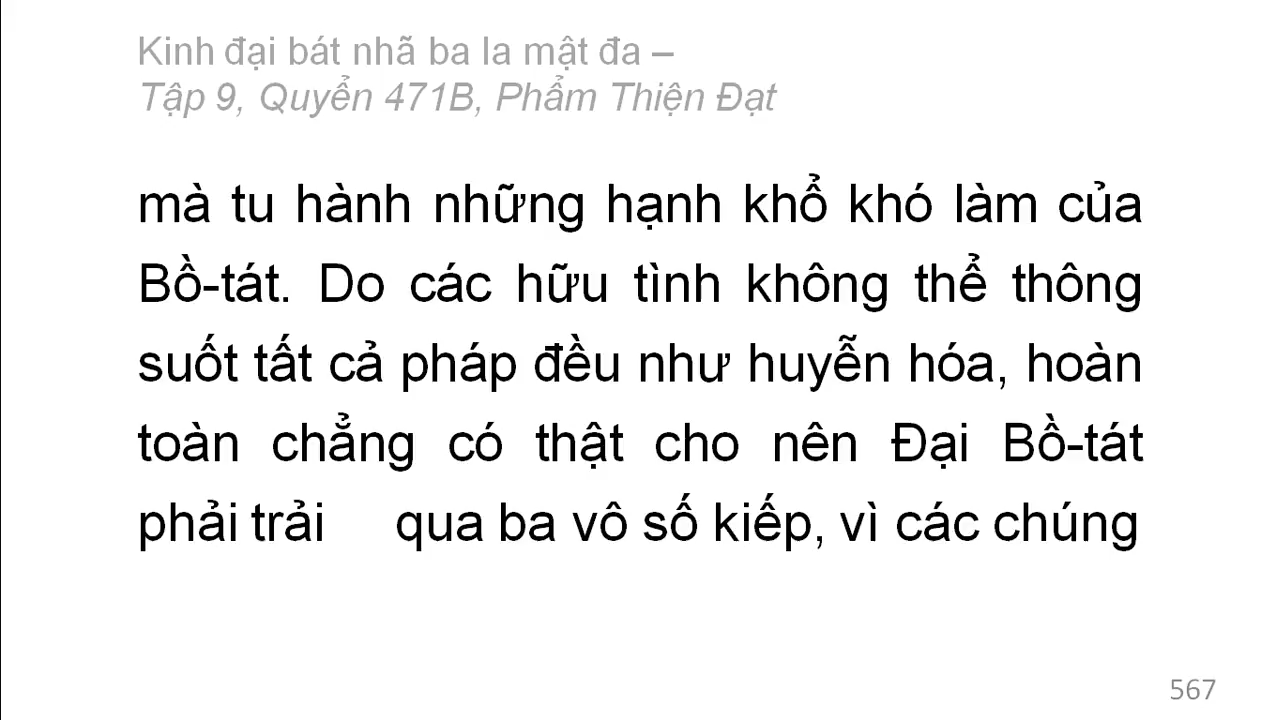 Kinh đại bát nhã ba la mật đa –
Tập 9, Quyển 471B, Phẩm Thiện Đạt
mà tu hành những hạnh khổ khó làm của
Bồ-tát. Do các hữu tình không thể thông
suốt tất cả pháp đều như huyễn hóa, hoàn
toàn chẳng có thật cho nên Đại Bồ-tát
phải trải qua ba vô số kiếp, vì các chúng
567